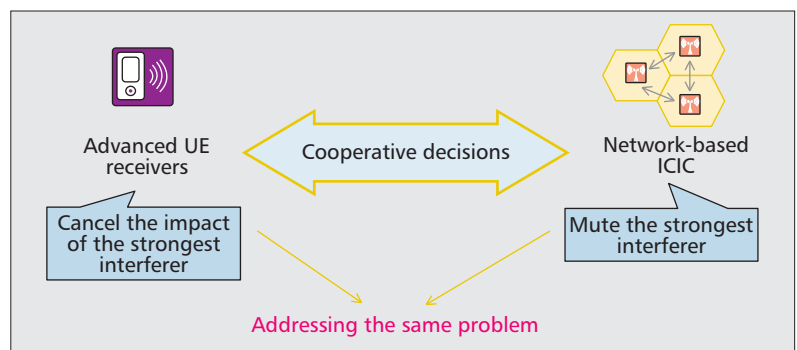 Advanced UE
receivers
Cooperative decisions
Network-based
ICIC
Cancel the impact
of the strongest
interferer
Mute the strongest
interferer
Addressing the same problem